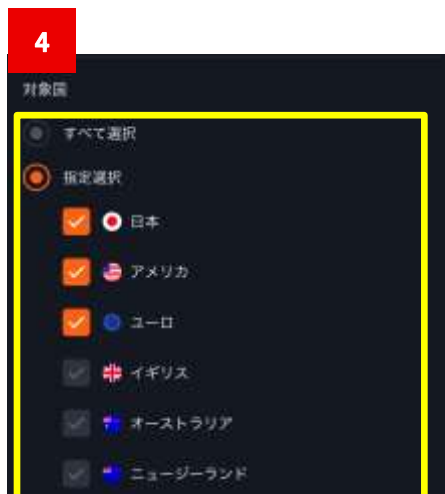 4
対象国
すべて選択
指定選択
日本
アメリカ
ユーロ
イギリス
オーストラリア
ニュージーランド